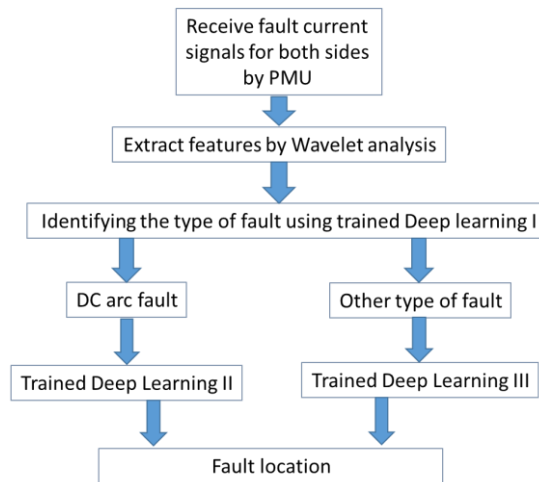 Receive fault current
signals for both sides
by PMU
Extract features by Wavelet analysis
Identifying the type of fault using trained Deep learning I
DC arc fault
Other type of fault
Trained Deep Learning II
Trained Deep Learning III
Fault location